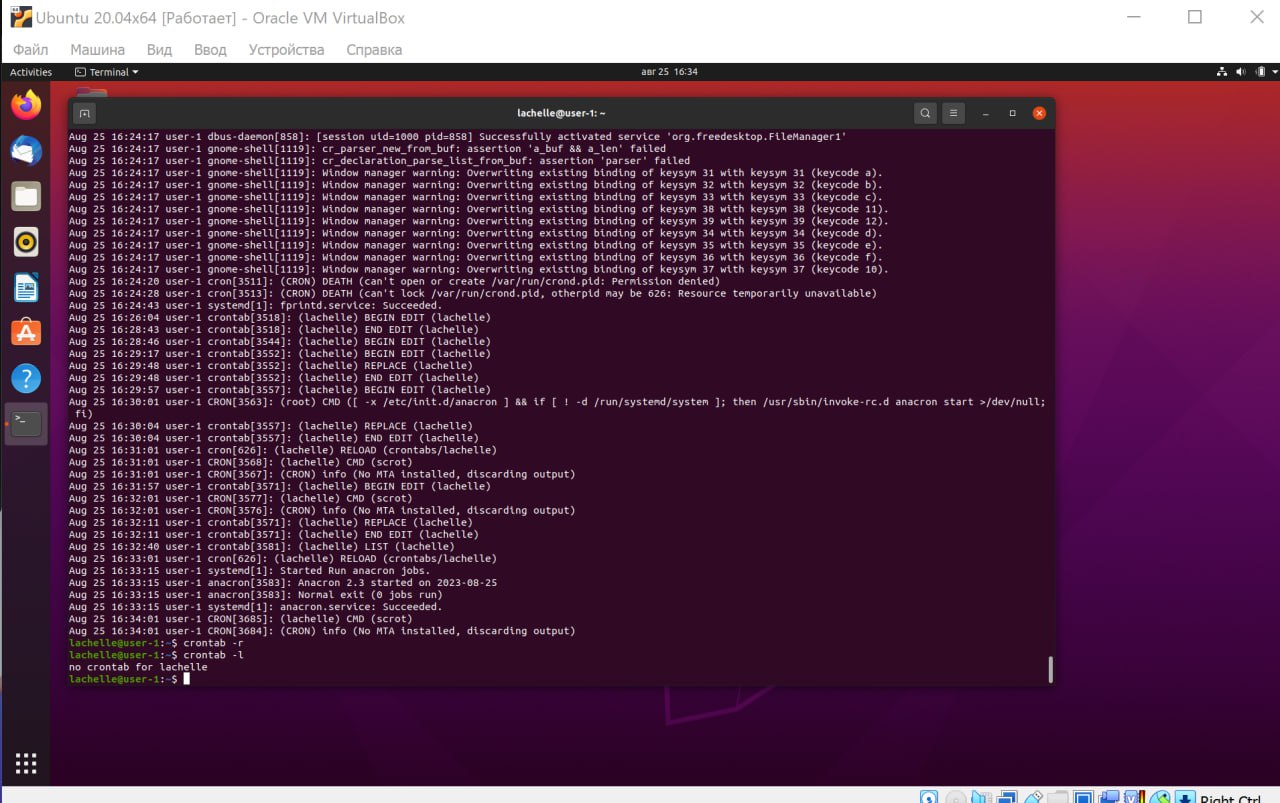 Ubuntu 20.04x64 [Работает] - Oracle VM VirtualBox
Файл Машина Вид Ввод Устройства Справка
Activities Terminal авг 25 16:34
lachelle@user-1: ~
Aug 25 16:24:17 user-1 dbus-daemon[858]: [session uid=1000 pid=858] Successfully activated service 'org.freedesktop.FileManager1'
Aug 25 16:24:17 user-1 gnome-shell[1119]: cr_parser_new_from_buf: assertion 'a_buf && a_len' failed
Aug 25 16:24:17 user-1 gnome-shell[1119]: cr_declaration_parse_list_from_buf: assertion 'parser' failed
Aug 25 16:24:17 user-1 gnome-shell[1119]: Window manager warning: Overwriting existing binding of keysym 31 with keysym 31 (keycode a).
Aug 25 16:24:17 user-1 gnome-shell[1119]: Window manager warning: Overwriting existing binding of keysym 32 with keysym 32 (keycode b).
Aug 25 16:24:17 user-1 gnome-shell[1119]: Window manager warning: Overwriting existing binding of keysym 33 with keysym 33 (keycode c).
Aug 25 16:24:17 user-1 gnome-shell[1119]: Window manager warning: Overwriting existing binding of keysym 38 with keysym 38 (keycode 11).
Aug 25 16:24:17 user-1 gnome-shell[1119]: Window manager warning: Overwriting existing binding of keysym 39 with keysym 39 (keycode 12).
Aug 25 16:24:17 user-1 gnome-shell[1119]: Window manager warning: Overwriting existing binding of keysym 34 with keysym 34 (keycode d).
Aug 25 16:24:17 user-1 gnome-shell[1119]: Window manager warning: Overwriting existing binding of keysym 35 with keysym 35 (keycode e).
Aug 25 16:24:17 user-1 gnome-shell[1119]: Window manager warning: Overwriting existing binding of keysym 36 with keysym 36 (keycode f).
Aug 25 16:24:17 user-1 gnome-shell[1119]: Window manager warning: Overwriting existing binding of keysym 37 with keysym 37 (keycode 10).
Aug 25 16:24:20 user-1 cron[3511]: (CRON) DEATH (can't open or create /var/run/crond.pid: Permission denied)
Aug 25 16:24:28 user-1 cron[3513]: (CRON) DEATH (can't lock /var/run/crond.pid, otherpid may be 626: Resource temporarily unavailable)
Aug 25 16:24:43 user-1 systemd[1]: fprintd.service: Succeeded.
Aug 25 16:26:04 user-1 crontab[3518]: (lachelle) BEGIN EDIT (lachelle)
Aug 25 16:28:43 user-1 crontab[3518]: (lachelle) END EDIT (lachelle)
Aug 25 16:28:46 user-1 crontab[3544]: (lachelle) BEGIN EDIT (lachelle)
Aug 25 16:29:17 user-1 crontab[3552]: (lachelle) BEGIN EDIT (lachelle)
Aug 25 16:29:48 user-1 crontab[3552]: (lachelle) REPLACE (lachelle)
Aug 25 16:29:48 user-1 crontab[3552]: (lachelle) END EDIT (lachelle)
Aug 25 16:29:57 user-1 crontab[3557]: (lachelle) BEGIN EDIT (lachelle)
Aug 25 16:30:01 user-1 CRON[3563]: (root) CMD ([ -x /etc/init.d/anacron ] && if [ ! -d /run/systemd/system ]; then /usr/sbin/invoke-rc.d anacron start >/dev/null;
fi)
Aug 25 16:30:04 user-1 crontab[3557]: (lachelle) REPLACE (lachelle)
Aug 25 16:30:04 user-1 crontab[3557]: (lachelle) END EDIT (lachelle)
Aug 25 16:31:01 user-1 cron[626]: (lachelle) RELOAD (crontabs/lachelle)
Aug 25 16:31:01 user-1 CRON[3568]: (lachelle) CMD (scrot)
Aug 25 16:31:01 user-1 CRON[3567]: (CRON) info (No MTA installed, discarding output)
Aug 25 16:31:57 user-1 crontab[3571]: (lachelle) BEGIN EDIT (lachelle)
Aug 25 16:32:01 user-1 CRON[3577]: (lachelle) CMD (scrot)
Aug 25 16:32:01 user-1 CRON[3576]: (CRON) info (No MTA installed, discarding output)
Aug 25 16:32:11 user-1 crontab[3571]: (lachelle) REPLACE (lachelle)
Aug 25 16:32:11 user-1 crontab[3571]: (lachelle) END EDIT (lachelle)
Aug 25 16:32:40 user-1 crontab[3581]: (lachelle) LIST (lachelle)
Aug 25 16:33:01 user-1 cron[626]: (lachelle) RELOAD (crontabs/lachelle)
Aug 25 16:33:15 user-1 systemd[1]: Started Run anacron jobs.
Aug 25 16:33:15 user-1 anacron[3583]: Anacron 2.3 started on 2023-08-25
Aug 25 16:33:15 user-1 anacron[3583]: Normal exit (0 jobs run)
Aug 25 16:33:15 user-1 systemd[1]: anacron.service: Succeeded.
Aug 25 16:34:01 user-1 CRON[3685]: (lachelle) CMD (scrot)
Aug 25 16:34:01 user-1 CRON[3684]: (CRON) info (No MTA installed, discarding output)
lachelle@user-1:~$ crontab -r
lachelle@user-1:~$ crontab -l
no crontab for lachelle
lachelle@user-1:~$
Right Ctrl